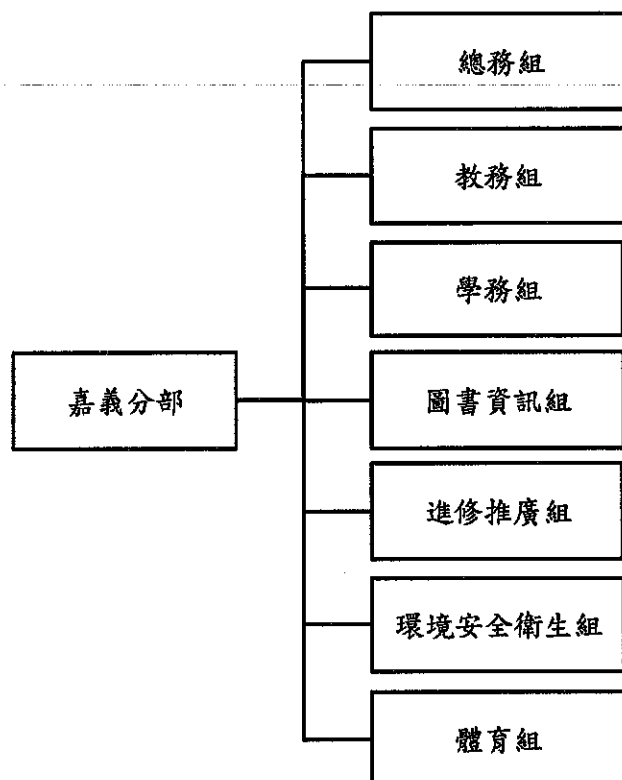 總務組
教務組
學務組
嘉義分部
圖書資訊組
進修推廣組
環境安全衛生組
體育組